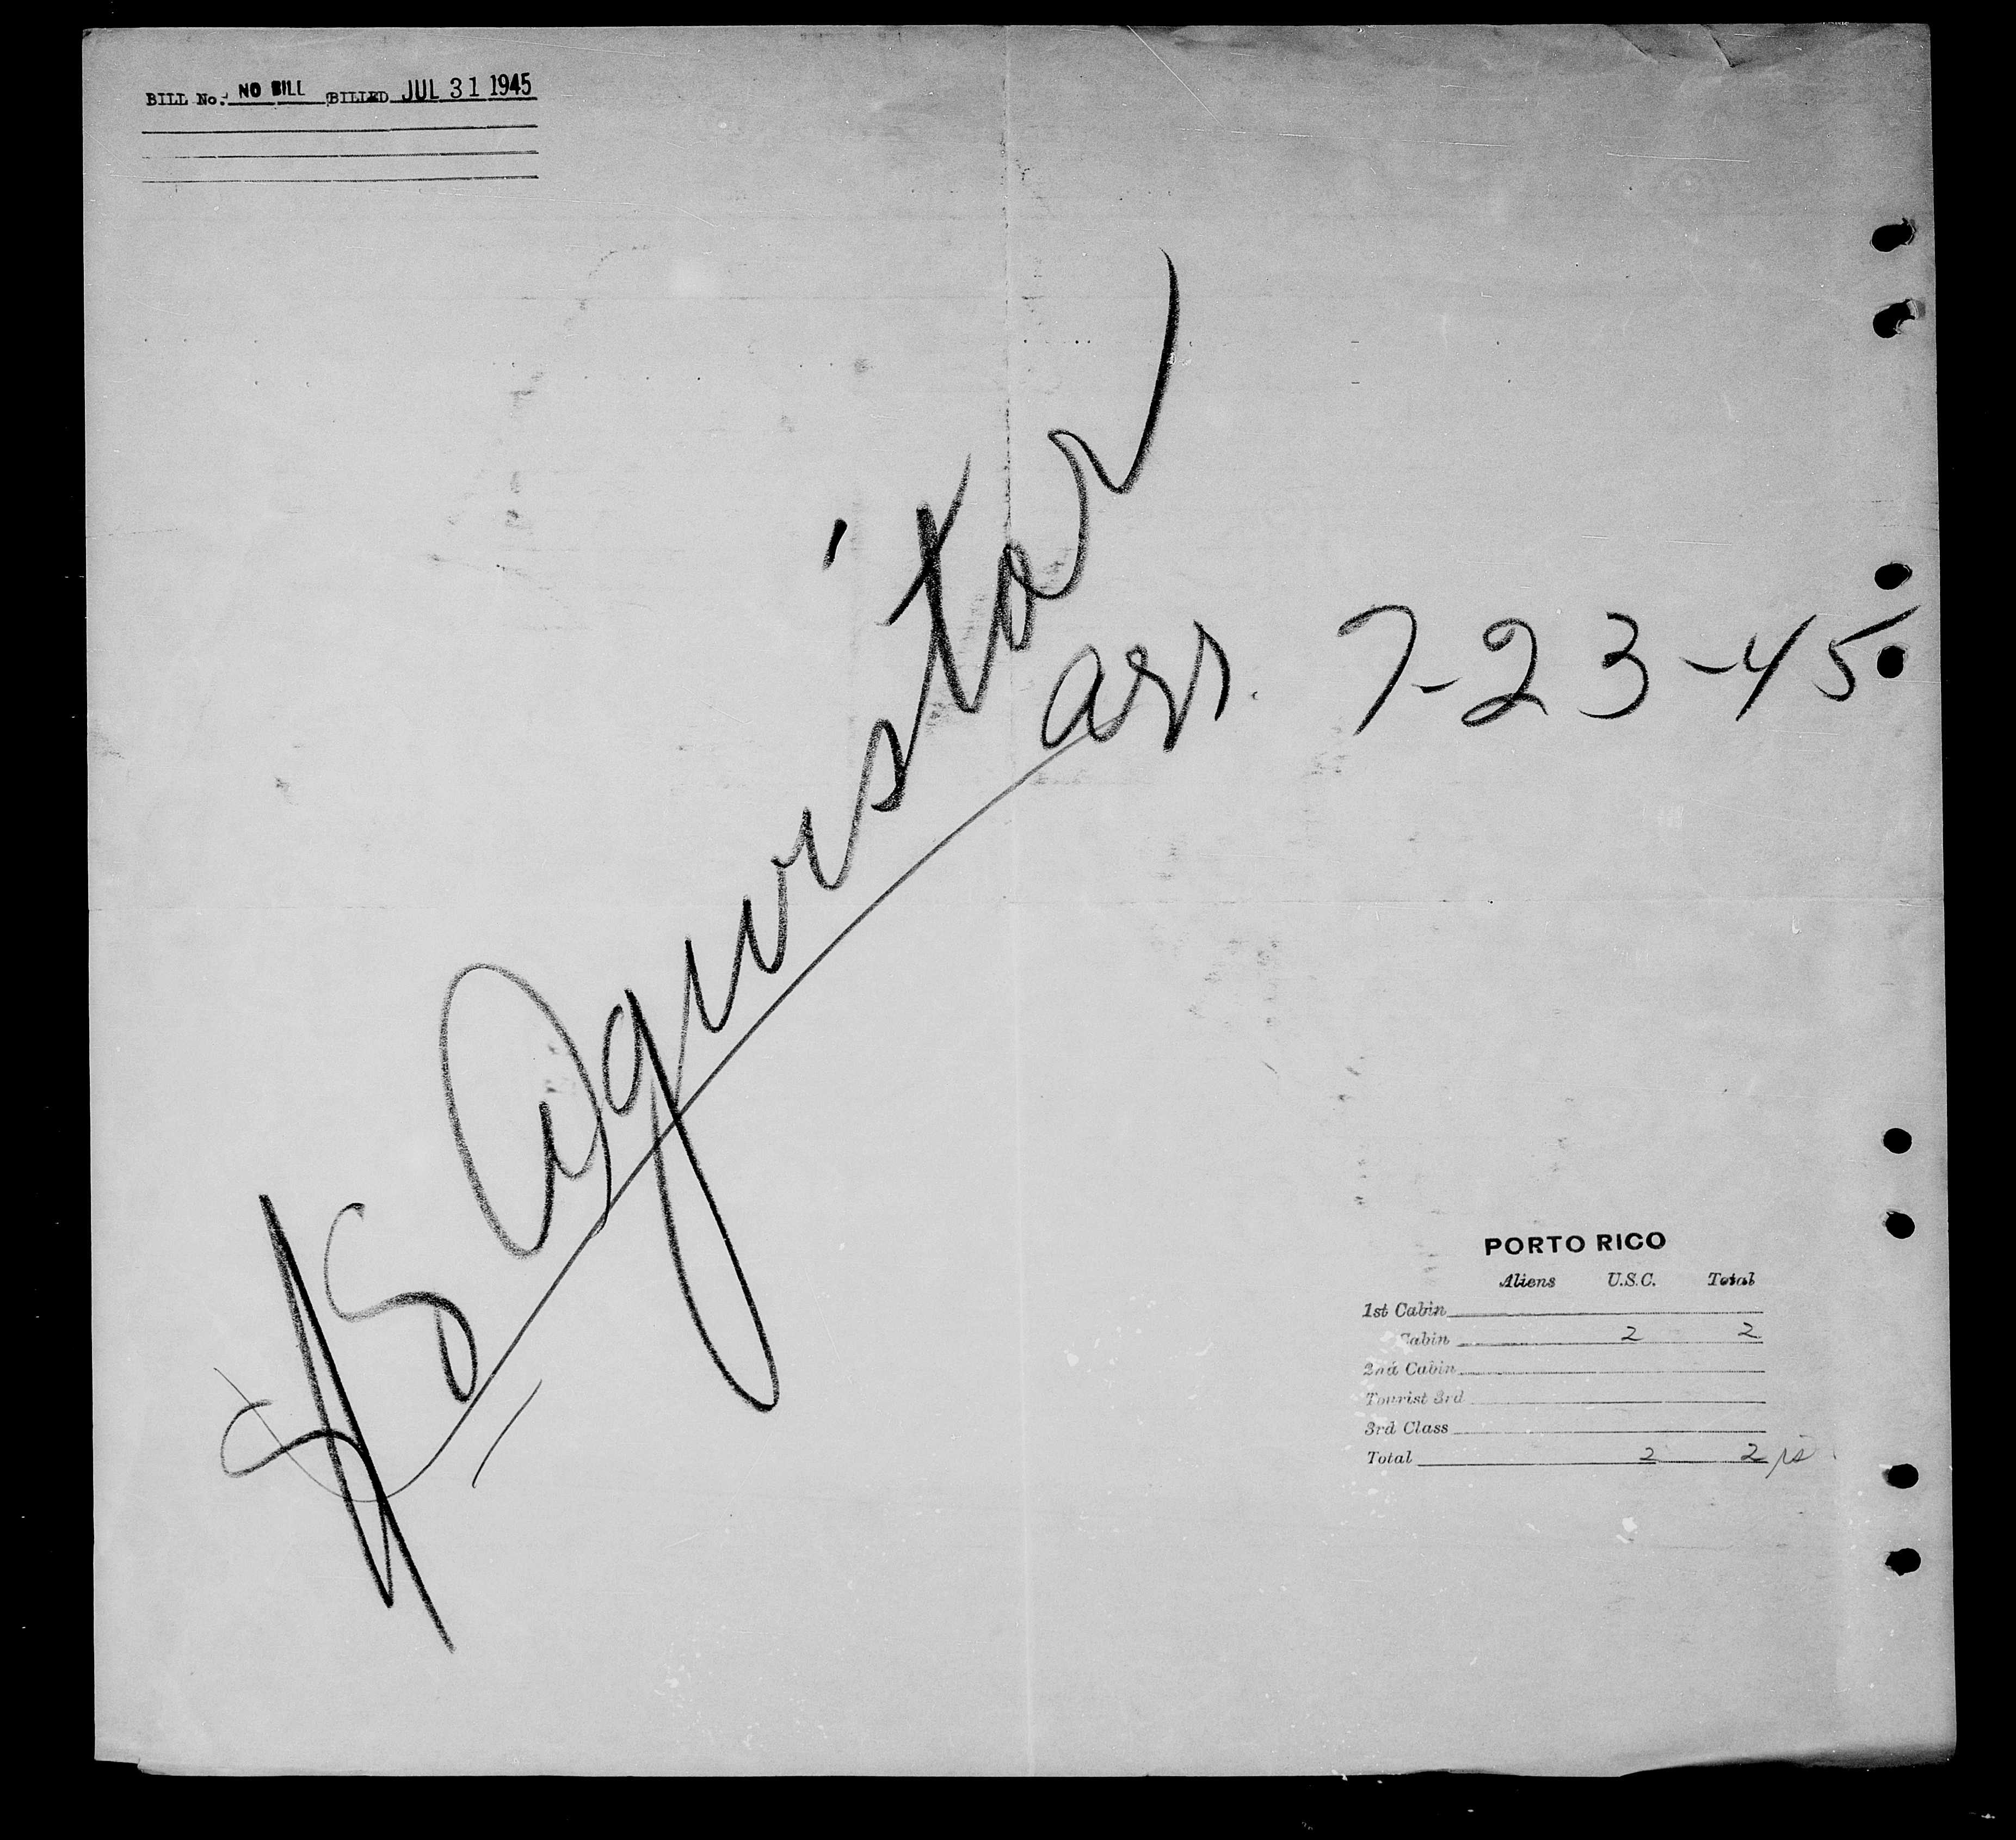 BILL No. NO BILL BILLED JUL 31 1945
SS Aguistar
arr. 7-23-45
PORTO RICO
Aliens U.S.C. Total
1st Cabin
Cabin 2 2
2nd Cabin
Tourist 3rd
3rd Class
Total 2 2